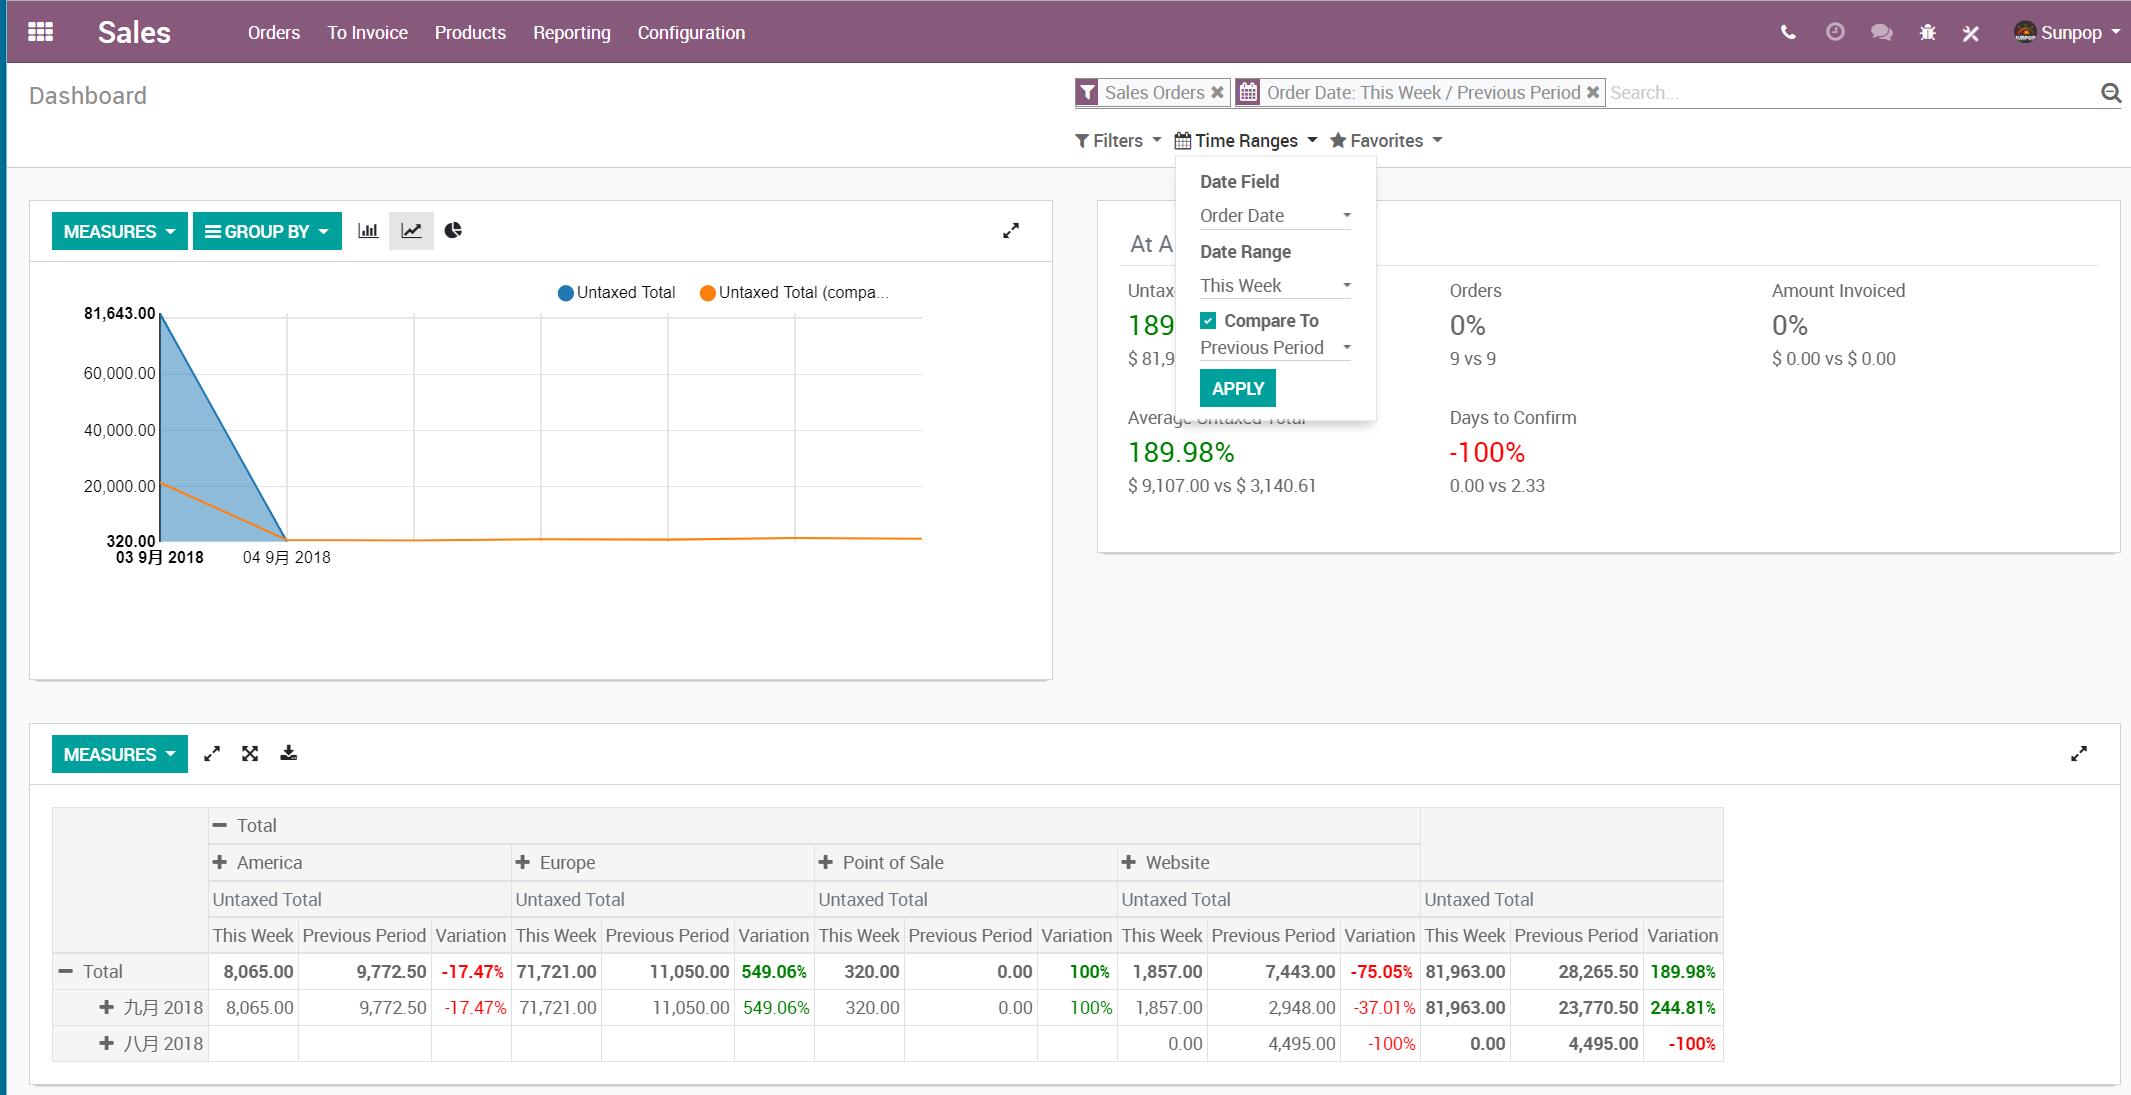 Sales Orders To Invoice Products Reporting Configuration Sunpop
Dashboard
Sales Orders Order Date: This Week / Previous Period Search...
Filters Time Ranges Favorites
Date Field
Order Date
Date Range
This Week
Compare To
Previous Period
APPLY
MEASURES GROUP BY
Untaxed Total Untaxed Total (compa...
81,643.00
60,000.00
40,000.00
20,000.00
320.00
03 9月 2018 04 9月 2018
At A
Untax
189
$ 81,9
Orders
0%
9 vs 9
Amount Invoiced
0%
$ 0.00 vs $ 0.00
Average Untaxed Total
189.98%
$ 9,107.00 vs $ 3,140.61
Days to Confirm
-100%
0.00 vs 2.33
MEASURES
Total
America Europe Point of Sale Website
Untaxed Total Untaxed Total Untaxed Total Untaxed Total Untaxed Total
This Week Previous Period Variation This Week Previous Period Variation This Week Previous Period Variation This Week Previous Period Variation This Week Previous Period Variation
Total 8,065.00 9,772.50 -17.47% 71,721.00 11,050.00 549.06% 320.00 0.00 100% 1,857.00 7,443.00 -75.05% 81,963.00 28,265.50 189.98%
九月 2018 8,065.00 9,772.50 -17.47% 71,721.00 11,050.00 549.06% 320.00 0.00 100% 1,857.00 2,948.00 -37.01% 81,963.00 23,770.50 244.81%
八月 2018 0.00 4,495.00 -100% 0.00 4,495.00 -100%